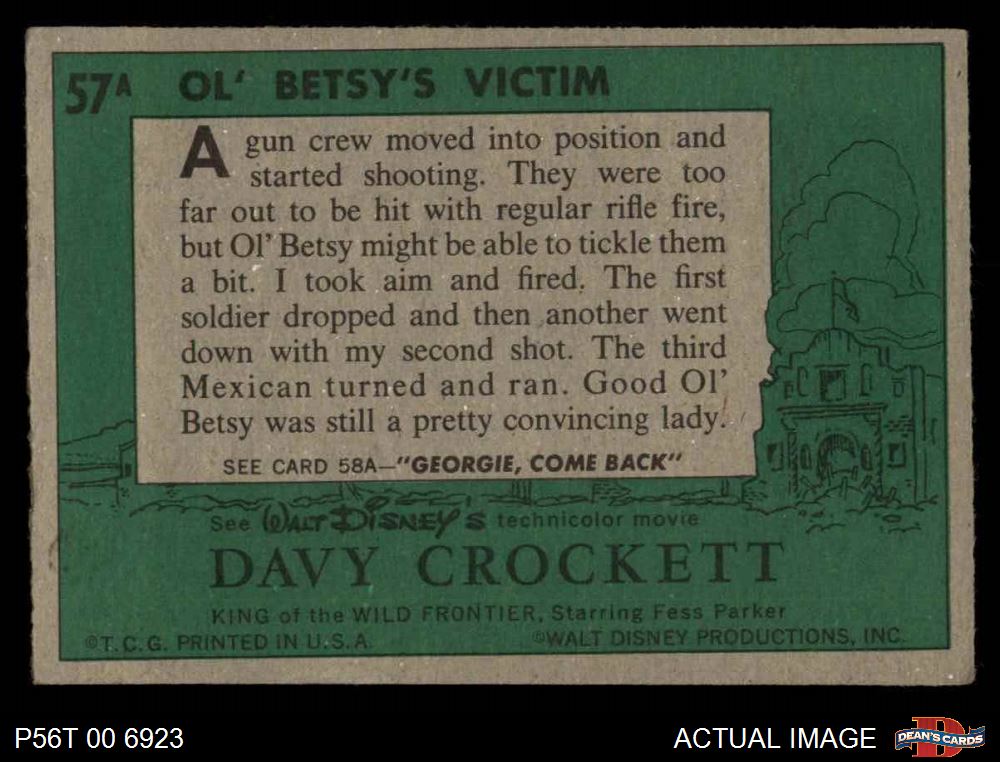 57A OL' BETSY'S VICTIM
A gun crew moved into position and
started shooting. They were too
far out to be hit with regular rifle fire,
but Ol' Betsy might be able to tickle them
a bit. I took aim and fired. The first
soldier dropped and then another went
down with my second shot. The third
Mexican turned and ran. Good Ol'
Betsy was still a pretty convincing lady.
SEE CARD 58A—"GEORGIE, COME BACK"
See WALT DISNEY'S technicolor movie
DAVY CROCKETT
KING of the WILD FRONTIER, Starring Fess Parker
©T.C.G. PRINTED IN U.S.A. ©WALT DISNEY PRODUCTIONS, INC.
P56T 00 6923 ACTUAL IMAGE DEAN'S CARDS